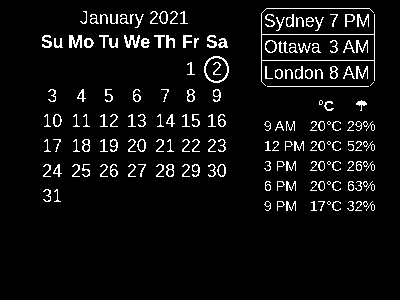 January 2021
Su Mo Tu We Th Fr Sa
1 2
3 4 5 6 7 8 9
10 11 12 13 14 15 16
17 18 19 20 21 22 23
24 25 26 27 28 29 30
31
Sydney 7 PM
Ottawa 3 AM
London 8 AM
°C
9 AM 20°C 29%
12 PM 20°C 52%
3 PM 20°C 26%
6 PM 20°C 63%
9 PM 17°C 32%